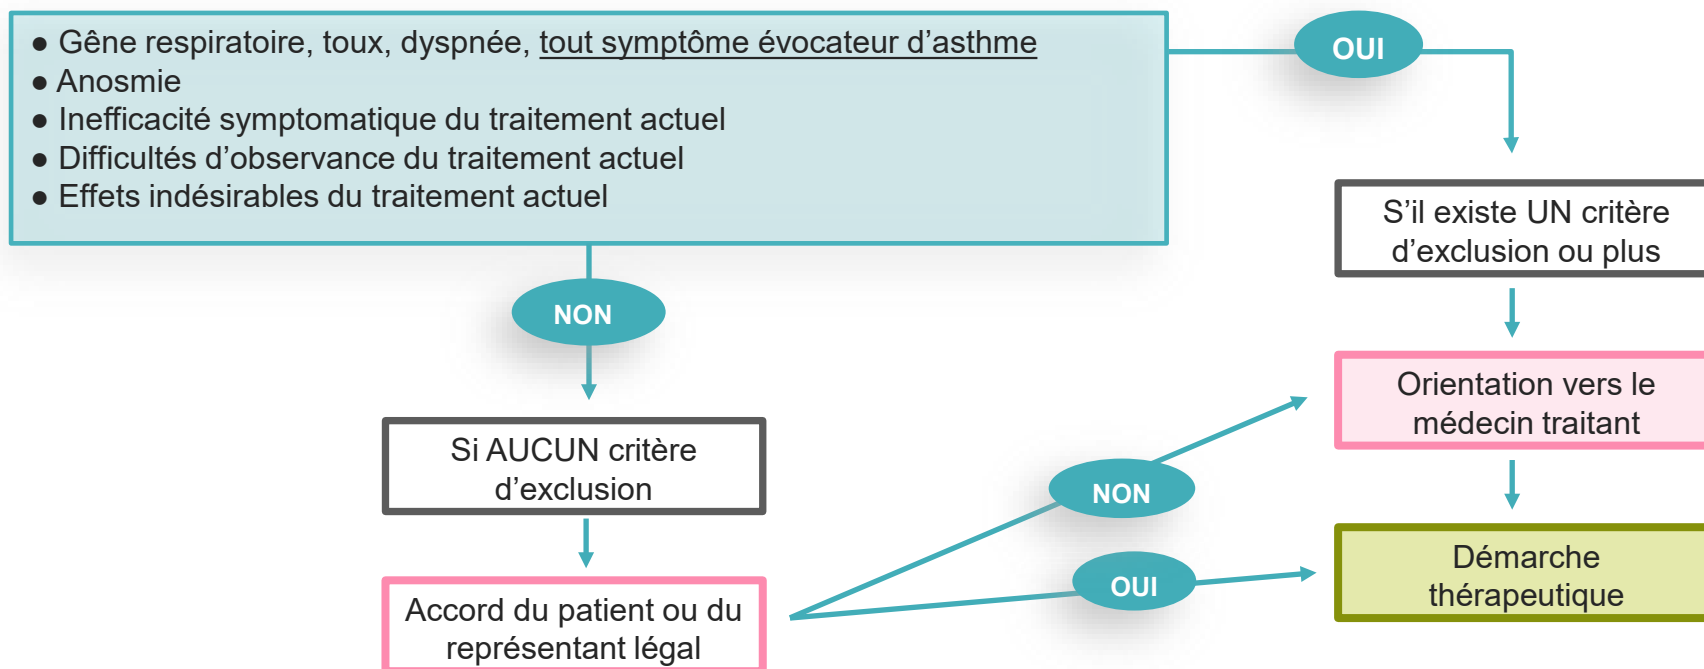 ● Gêne respiratoire, toux, dyspnée, tout symptôme évocateur d’asthme
● Anosmie
● Inefficacité symptomatique du traitement actuel
● Difficultés d’observance du traitement actuel
● Effets indésirables du traitement actuel
OUI
S’il existe UN critère
d’exclusion ou plus
NON
Orientation vers le
médecin traitant
Si AUCUN critère
d’exclusion
NON
Démarche
thérapeutique
OUI
Accord du patient ou du
représentant légal